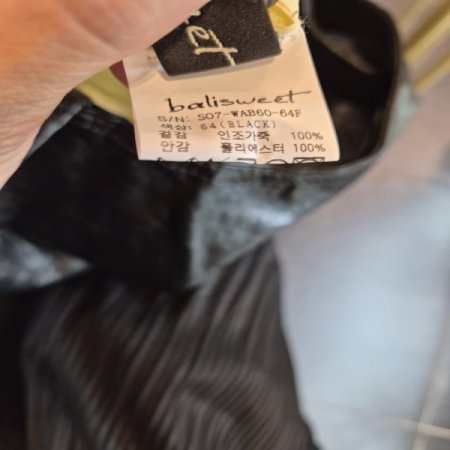 balisweet
S/N: S07-WAB60-64F
색상: 64(BLACK)
겉감 인조가죽 100%
안감 폴리에스터 100%